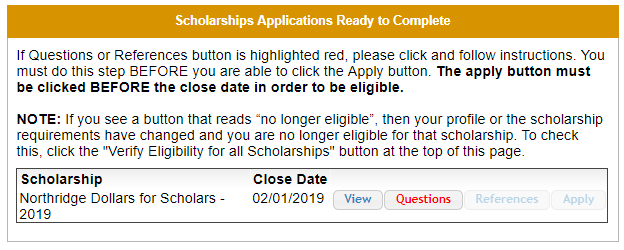 Scholarships Applications Ready to Complete
If Questions or References button is highlighted red, please click and follow instructions. You
must do this step BEFORE you are able to click the Apply button. The apply button must
be clicked BEFORE the close date in order to be eligible.
NOTE: If you see a button that reads “no longer eligible”, then your profile or the scholarship
requirements have changed and you are no longer eligible for that scholarship. To check
this, click the "Verify Eligibility for all Scholarships" button at the top of this page.
Scholarship Close Date
Northridge Dollars for Scholars - 02/01/2019 View Questions References Apply
2019